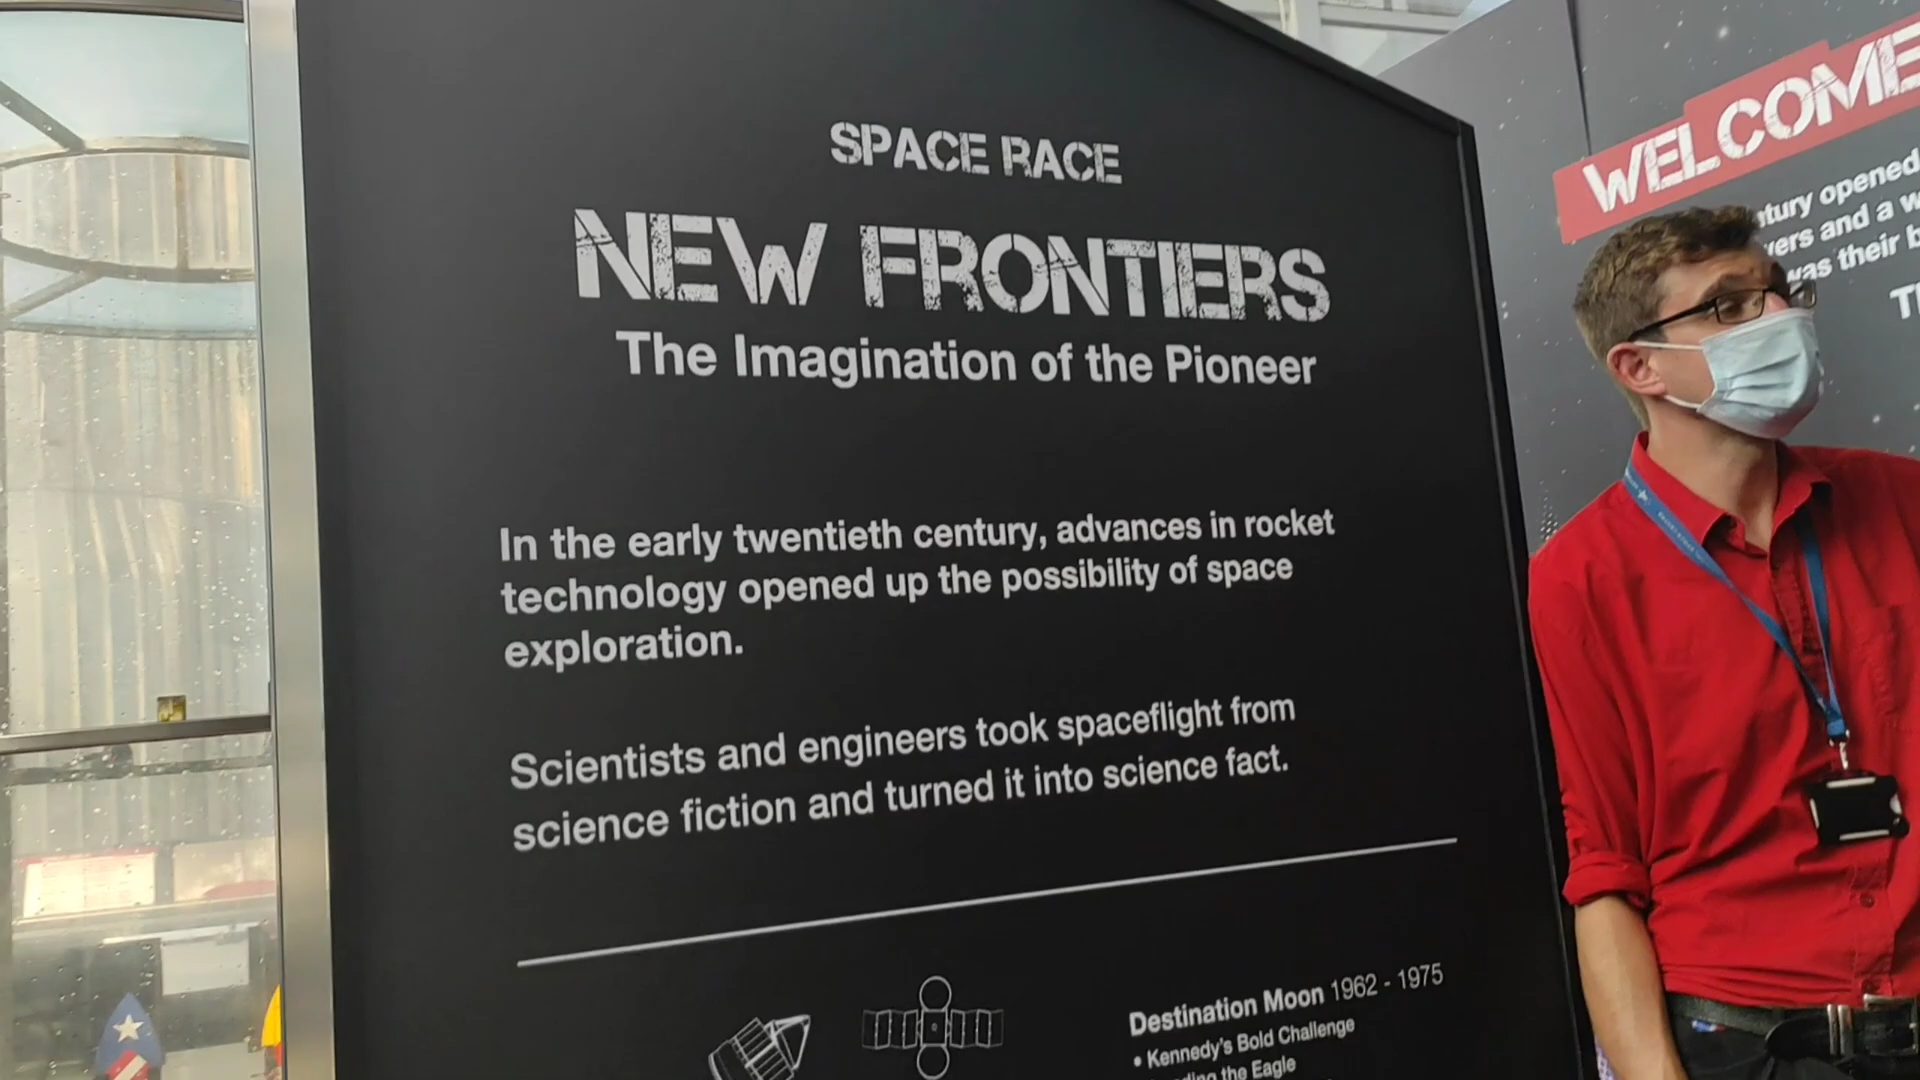 SPACE RACE
NEW FRONTIERS
The Imagination of the Pioneer
In the early twentieth century, advances in rocket
technology opened up the possibility of space
exploration.
Scientists and engineers took spaceflight from
science fiction and turned it into science fact.
Destination Moon 1962 - 1975
• Kennedy's Bold Challenge
the Eagle
WELCOME
opened
and a
was their